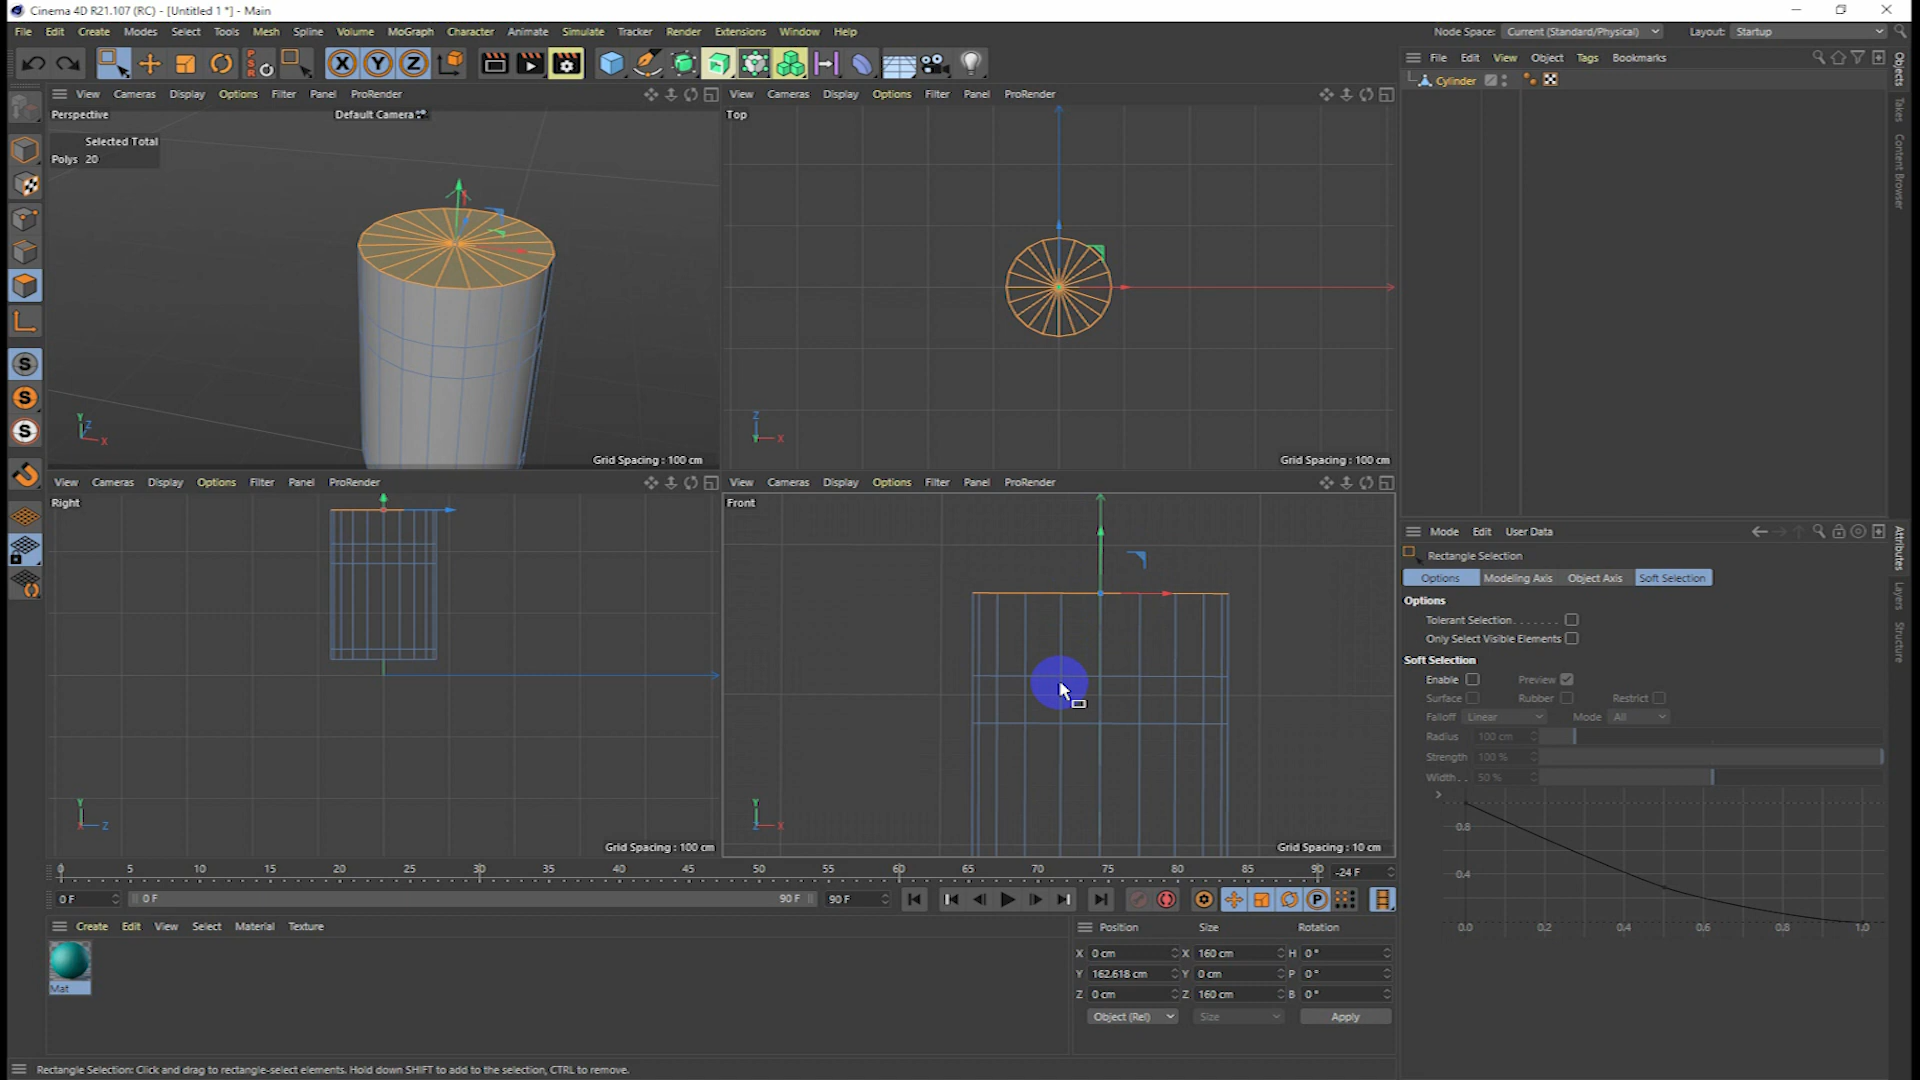 Cinema 4D R21.107 (RC) - [Untitled 1 *] - Main
File Edit Create Modes Select Tools Mesh Spline Volume MoGraph Character Animate Simulate Tracker Render Extensions Window Help
Node Space: Current (Standard/Physical) Layout: Startup
File Edit View Object Tags Bookmarks
Cylinder
Objects
Takes
Content Browser
View Cameras Display Options Filter Panel ProRender
Perspective
Default Camera
Selected Total
Polys 20
Grid Spacing : 100 cm
View Cameras Display Options Filter Panel ProRender
Top
Grid Spacing : 100 cm
View Cameras Display Options Filter Panel ProRender
Right
Grid Spacing : 100 cm
View Cameras Display Options Filter Panel ProRender
Front
Grid Spacing : 10 cm
Mode Edit User Data
Rectangle Selection
Options Modeling Axis Object Axis Soft Selection
Options
Tolerant Selection. . . . . . .
Only Select Visible Elements
Soft Selection
Enable Preview
Surface Rubber Restrict
Falloff Linear Mode All
Radius 100 cm
Strength 100 %
Width. . 50 %
0.8
0.4
0.0 0.2 0.4 0.6 0.8 1.0
Attributes
Layers
Structure
0 5 10 15 20 25 30 35 40 45 50 55 60 65 70 75 80 85 90 -24 F
0 F 0 F 90 F 90 F
Create Edit View Select Material Texture
Mat
Position Size Rotation
X 0 cm X 160 cm H 0 °
Y 162.618 cm Y 0 cm P 0 °
Z 0 cm Z 160 cm B 0 °
Object (Rel) Size Apply
Rectangle Selection: Click and drag to rectangle-select elements. Hold down SHIFT to add to the selection, CTRL to remove.